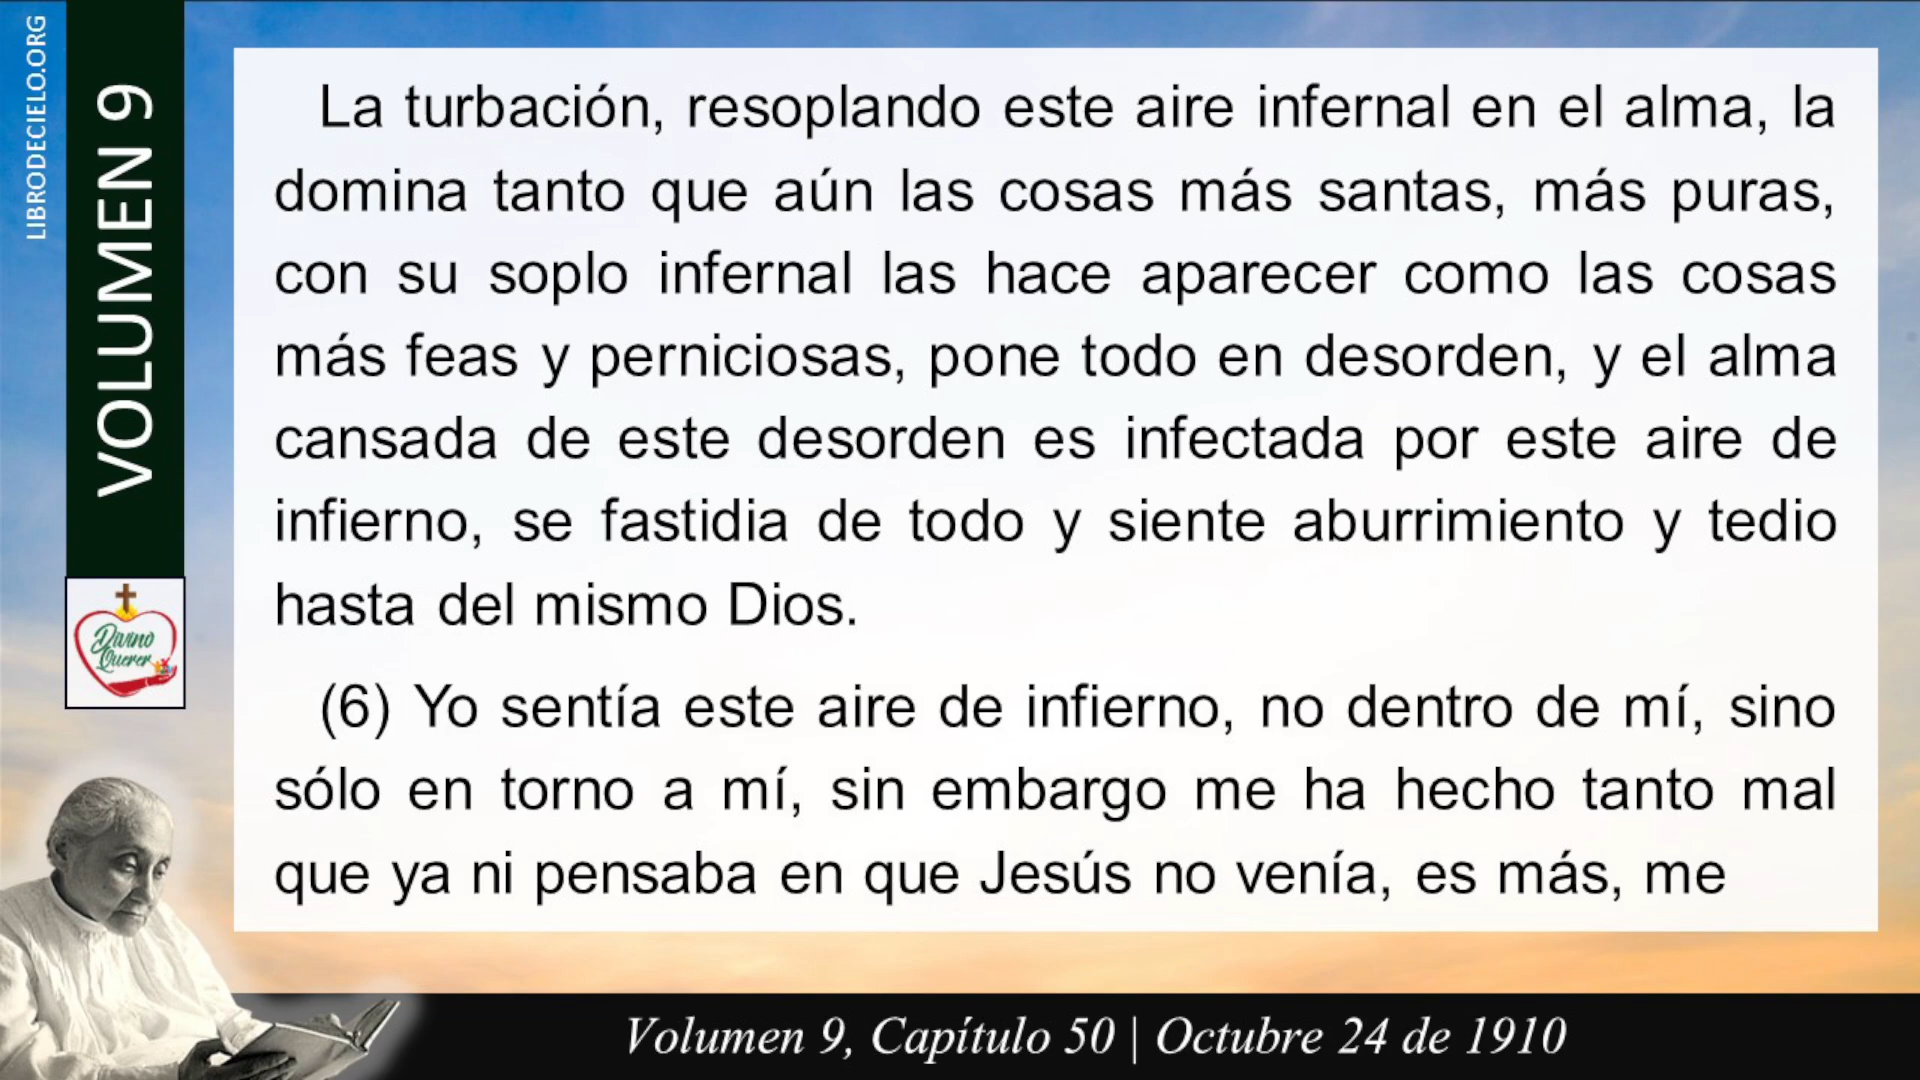 LIBRODECIELO.ORG
VOLUMEN 9
La turbación, resoplando este aire infernal en el alma, la
domina tanto que aún las cosas más santas, más puras,
con su soplo infernal las hace aparecer como las cosas
más feas y perniciosas, pone todo en desorden, y el alma
cansada de este desorden es infectada por este aire de
infierno, se fastidia de todo y siente aburrimiento y tedio
hasta del mismo Dios.
(6) Yo sentía este aire de infierno, no dentro de mí, sino
sólo en torno a mí, sin embargo me ha hecho tanto mal
que ya ni pensaba en que Jesús no venía, es más, me
Divino
Querer
Volumen 9, Capítulo 50 | Octubre 24 de 1910